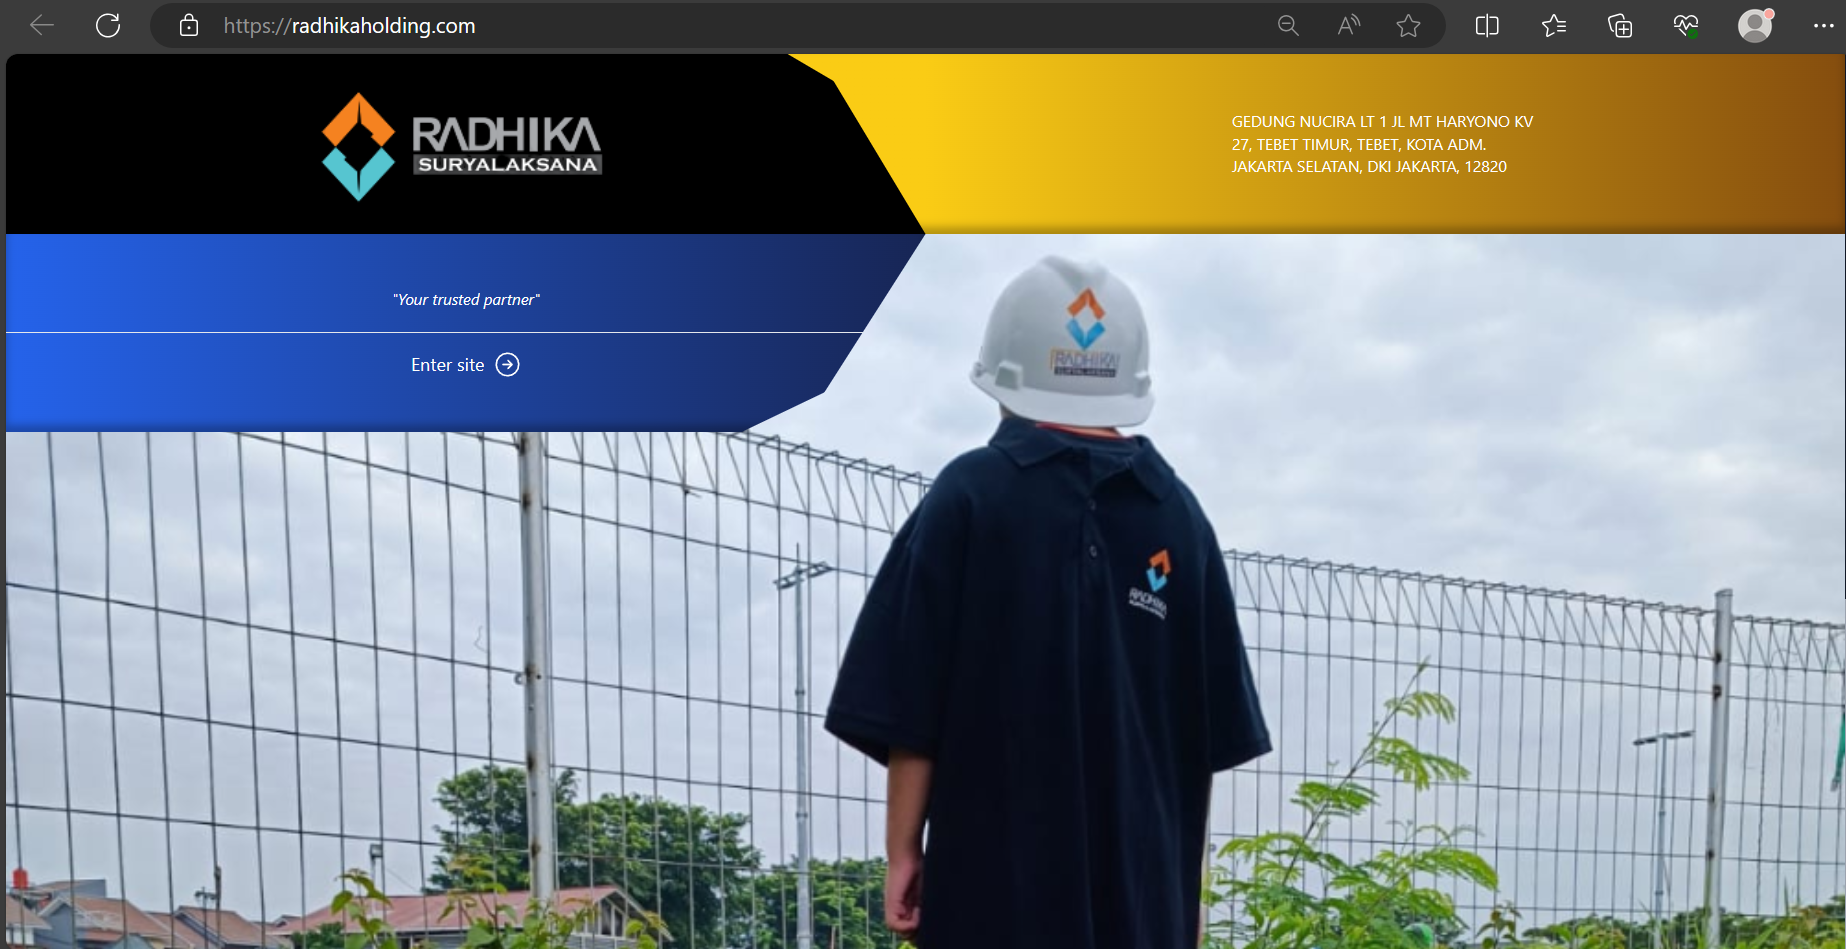 https://radhikaholding.com
RADHIKA
SURYALAKSANA
GEDUNG NUCIRA LT 1 JL MT HARYONO KV
27, TEBET TIMUR, TEBET, KOTA ADM.
JAKARTA SELATAN, DKI JAKARTA, 12820
"Your trusted partner"
Enter site
RADHIKA
SURYALAKSANA
RADHIKA